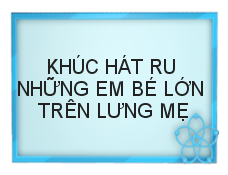 KHÚC HÁT RU
NHỮNG EM BÉ LỚN
TRÊN LƯNG MẸ